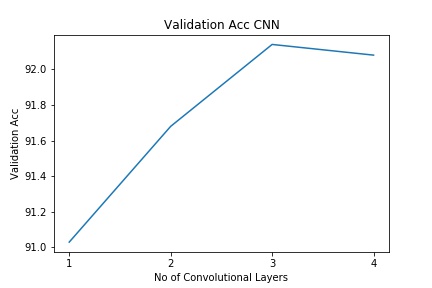 Validation Acc CNN
Validation Acc
92.0
91.8
91.6
91.4
91.2
91.0
1 2 3 4
No of Convolutional Layers